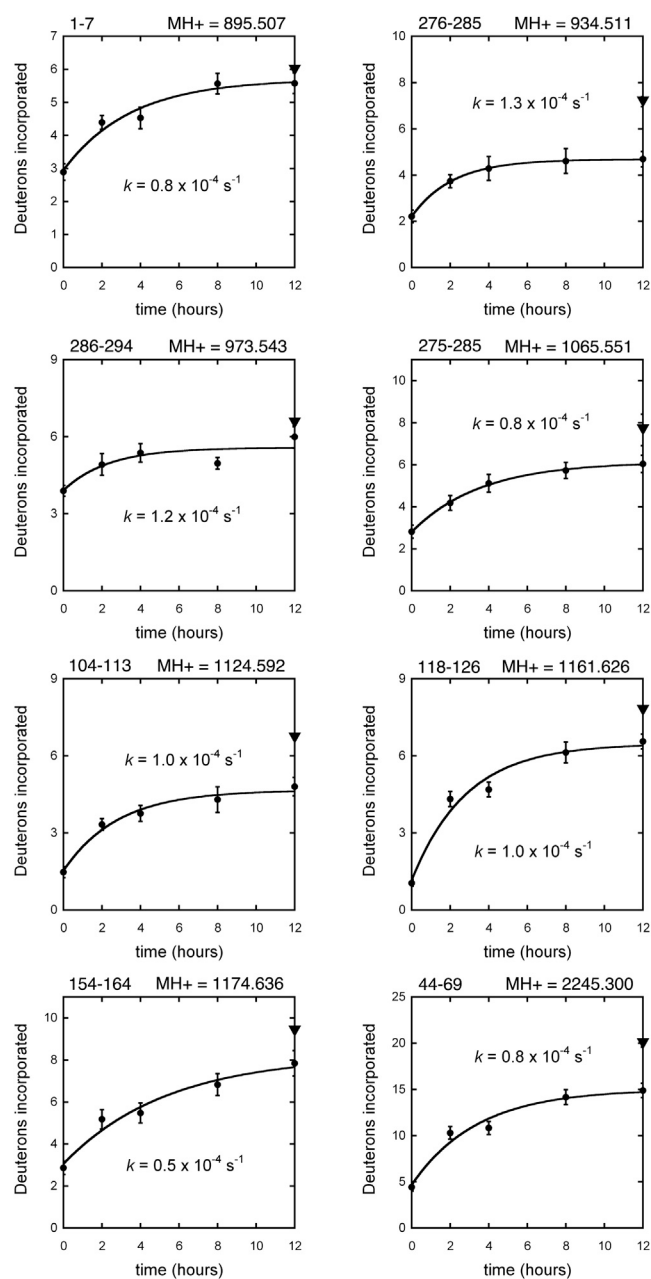 1-7 MH+ = 895.507
Deuterons incorporated
7
6
5
4
3
2
1
0
k = 0.8 x 10-4 s-1
0 2 4 6 8 10 12
time (hours)
276-285 MH+ = 934.511
Deuterons incorporated
10
8
6
4
2
0
k = 1.3 x 10-4 s-1
0 2 4 6 8 10 12
time (hours)
286-294 MH+ = 973.543
Deuterons incorporated
9
6
3
0
k = 1.2 x 10-4 s-1
0 2 4 6 8 10 12
time (hours)
275-285 MH+ = 1065.551
Deuterons incorporated
10
8
6
4
2
0
k = 0.8 x 10-4 s-1
0 2 4 6 8 10 12
time (hours)
104-113 MH+ = 1124.592
Deuterons incorporated
9
6
3
0
k = 1.0 x 10-4 s-1
0 2 4 6 8 10 12
time (hours)
118-126 MH+ = 1161.626
Deuterons incorporated
9
6
3
0
k = 1.0 x 10-4 s-1
0 2 4 6 8 10 12
time (hours)
154-164 MH+ = 1174.636
Deuterons incorporated
10
8
6
4
2
0
k = 0.5 x 10-4 s-1
0 2 4 6 8 10 12
time (hours)
44-69 MH+ = 2245.300
Deuterons incorporated
25
20
15
10
5
0
k = 0.8 x 10-4 s-1
0 2 4 6 8 10 12
time (hours)